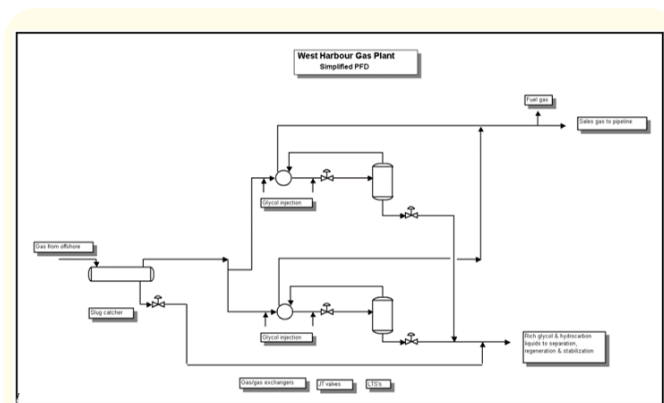 West Harbour Gas Plant
Simplified PFD
Fuel gas
Sales gas to pipeline
Glycol injection
Gas from offshore
Slug catcher
Glycol injection
Rich glycol & hydrocarbon
liquids to separation,
regeneration & stabilization
Gas/gas exchangers
JT valves
LTS's